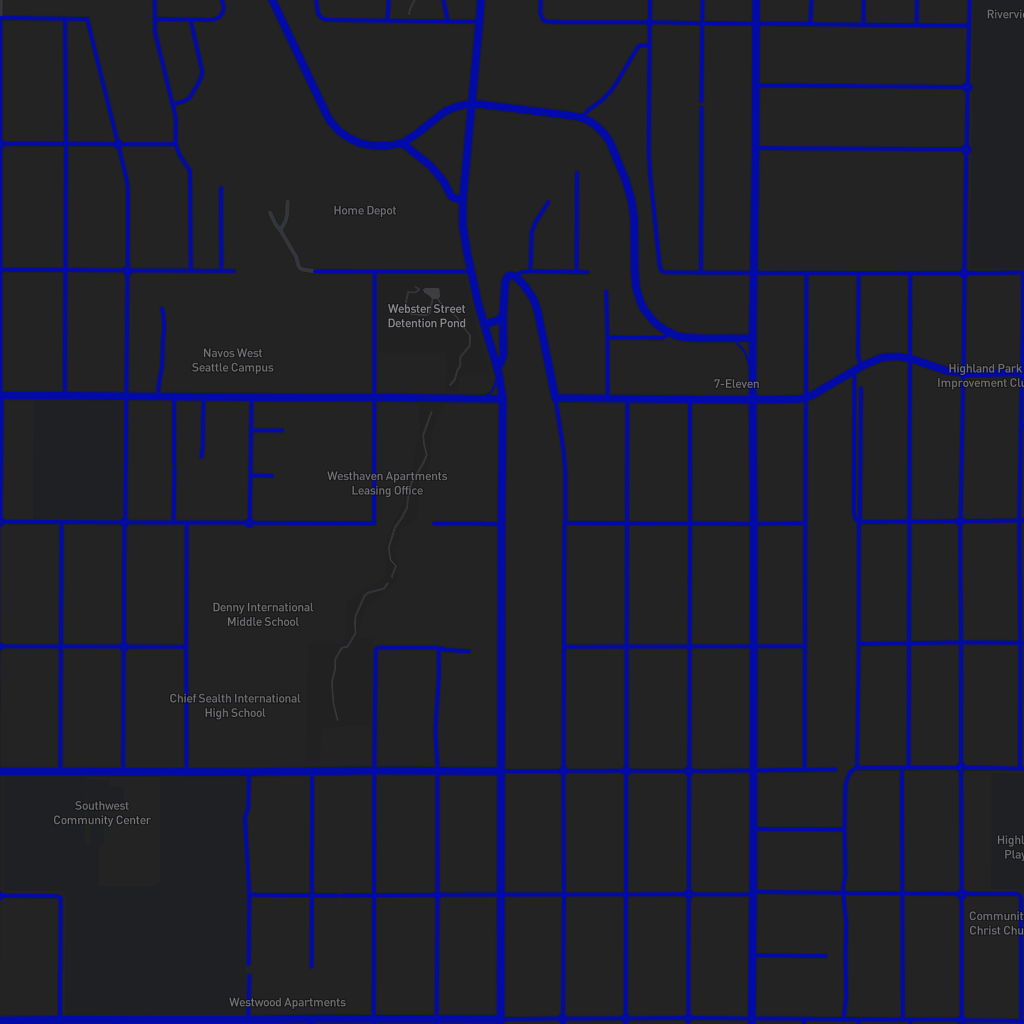 Rivervie
Home Depot
Webster Street
Detention Pond
Navos West
Seattle Campus
Highland Park
Improvement Clu
7-Eleven
Westhaven Apartments
Leasing Office
Denny International
Middle School
Chief Sealth International
High School
Southwest
Community Center
Highl
Play
Communit
Christ Chu
Westwood Apartments